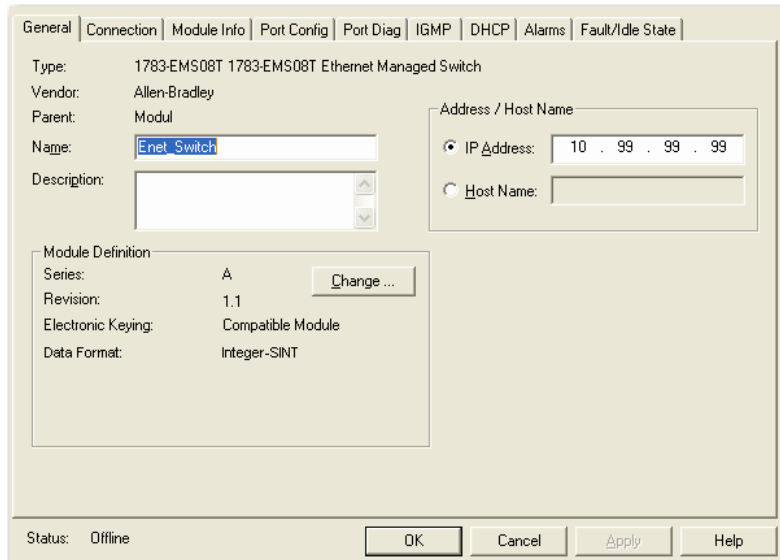 General Connection Module Info Port Config Port Diag IGMP DHCP Alarms Fault/Idle State
Type: 1783-EMS08T 1783-EMS08T Ethernet Managed Switch
Vendor: Allen-Bradley
Parent: Modul
Name: Enet_Switch
Description:
Address / Host Name
IP Address: 10 . 99 . 99 . 99
Host Name:
Module Definition
Series: A
Change ...
Revision: 1.1
Electronic Keying: Compatible Module
Data Format: Integer-SINT
Status: Offline
OK Cancel Apply Help